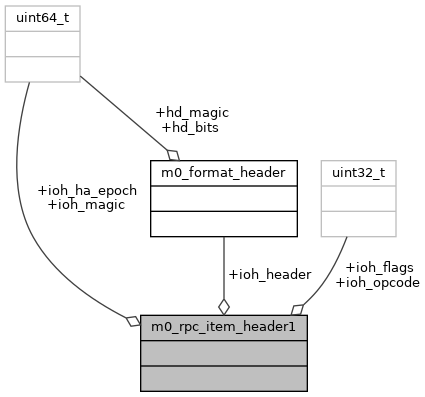 uint64_t
+hd_magic
+hd_bits
m0_format_header
uint32_t
+ioh_ha_epoch
+ioh_magic
+ioh_header
+ioh_flags
+ioh_opcode
m0_rpc_item_header1